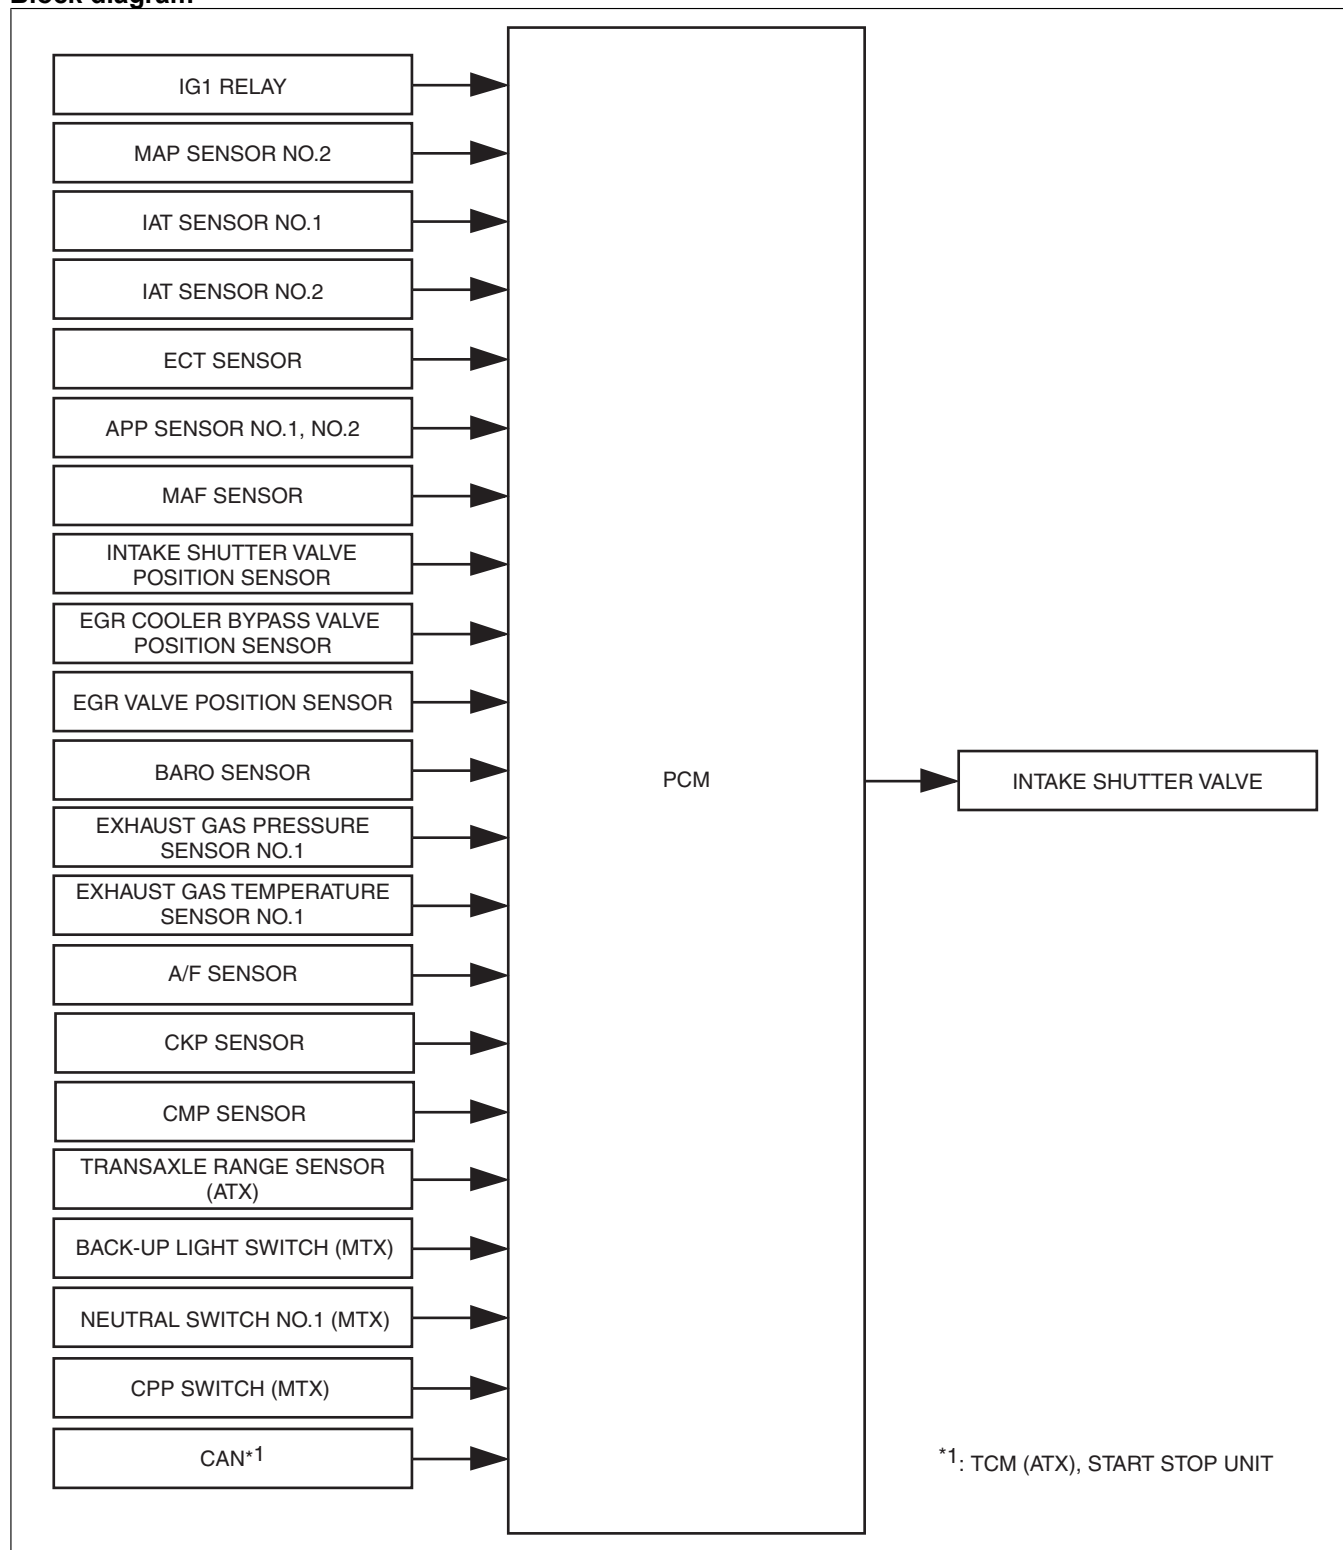 Block diagram
IG1 RELAY
MAP SENSOR NO.2
IAT SENSOR NO.1
IAT SENSOR NO.2
ECT SENSOR
APP SENSOR NO.1, NO.2
MAF SENSOR
INTAKE SHUTTER VALVE
POSITION SENSOR
EGR COOLER BYPASS VALVE
POSITION SENSOR
EGR VALVE POSITION SENSOR
BARO SENSOR
EXHAUST GAS PRESSURE
SENSOR NO.1
EXHAUST GAS TEMPERATURE
SENSOR NO.1
A/F SENSOR
CKP SENSOR
CMP SENSOR
TRANSAXLE RANGE SENSOR
(ATX)
BACK-UP LIGHT SWITCH (MTX)
NEUTRAL SWITCH NO.1 (MTX)
CPP SWITCH (MTX)
CAN*1
PCM
INTAKE SHUTTER VALVE
*1: TCM (ATX), START STOP UNIT